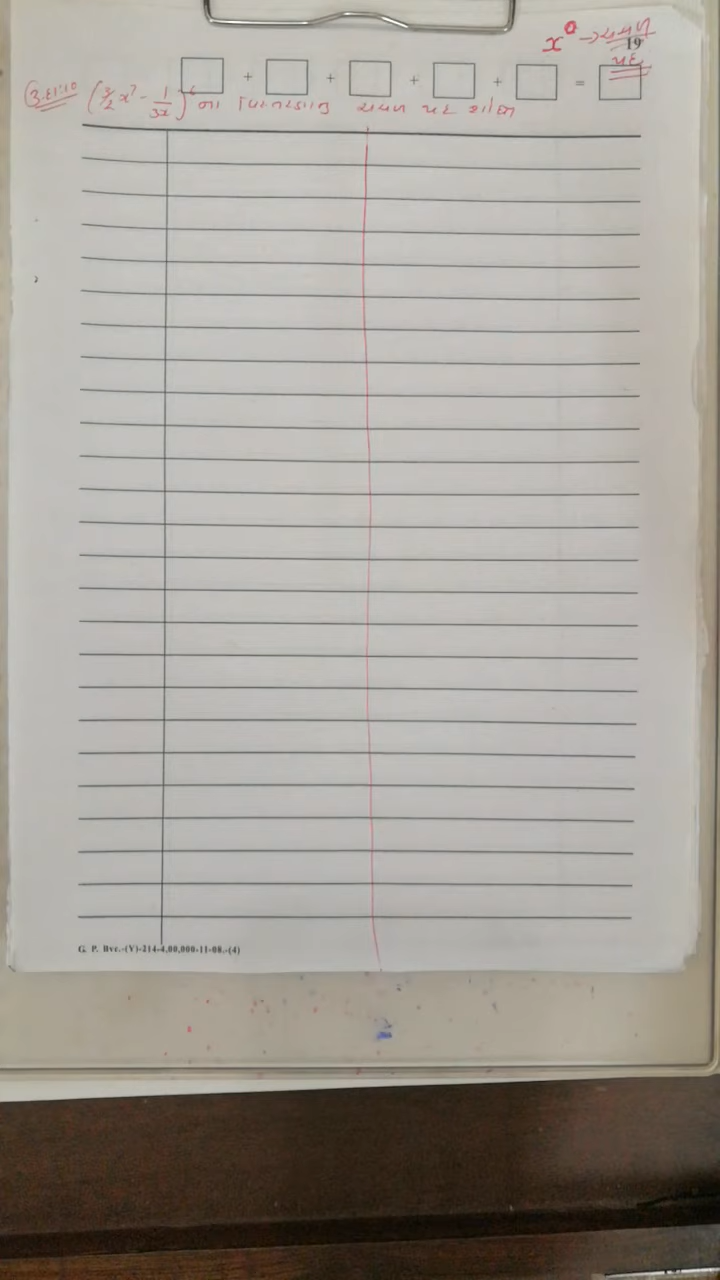 x⁰ → અચળ
19
પદ
+ + + + =
ઉદા:10 (3/2 x² - 1/3x)⁶ ના વિસ્તરણમાં અચળ પદ શોધો
G. P. Bvc.-(V)-214-4,00,000-11-08.-(4)